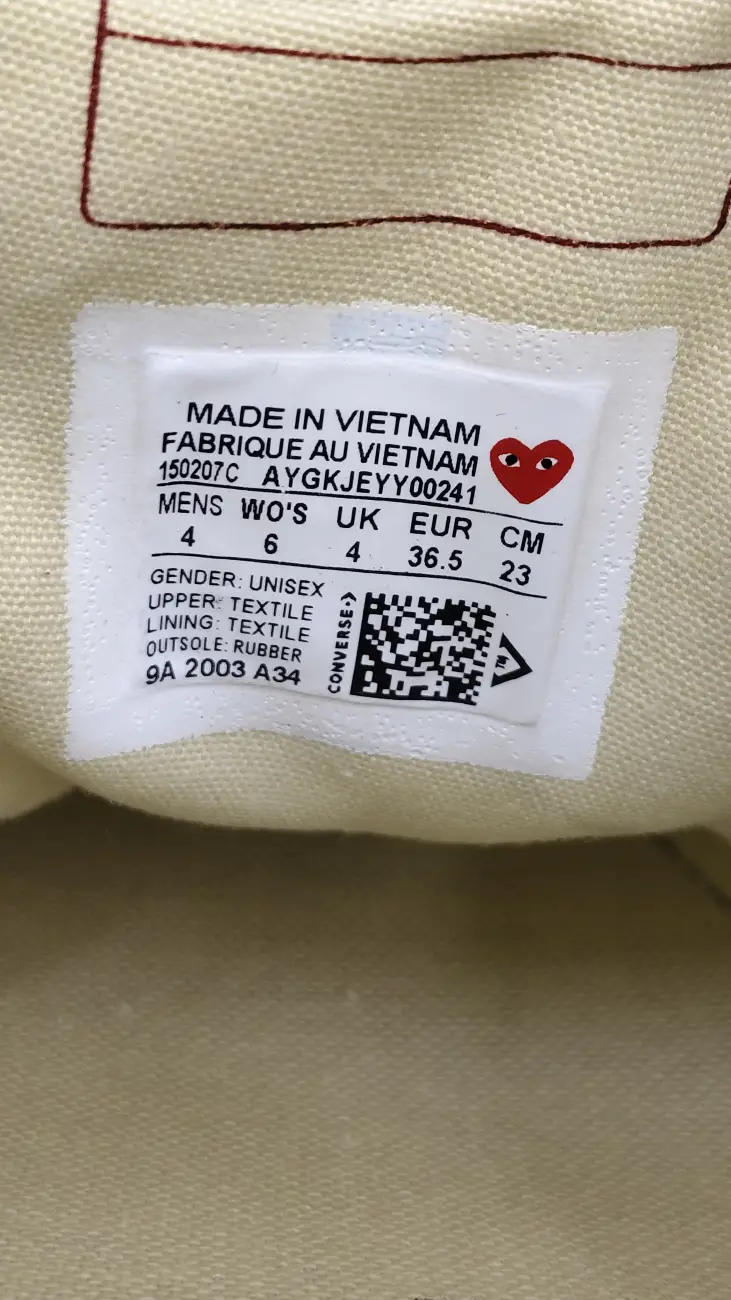 MADE IN VIETNAM
FABRIQUE AU VIETNAM
150207C AYGKJEYY00241
MENS WO'S UK EUR CM
4 6 4 36.5 23
GENDER: UNISEX
UPPER: TEXTILE
LINING: TEXTILE
OUTSOLE: RUBBER
9A 2003 A34
CONVERSE
TM